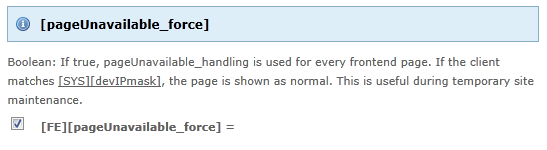 [pageUnavailable_force]
Boolean: If true, pageUnavailable_handling is used for every frontend page. If the client
matches [SYS][devIPmask], the page is shown as normal. This is useful during temporary site
maintenance.
[FE][pageUnavailable_force] =